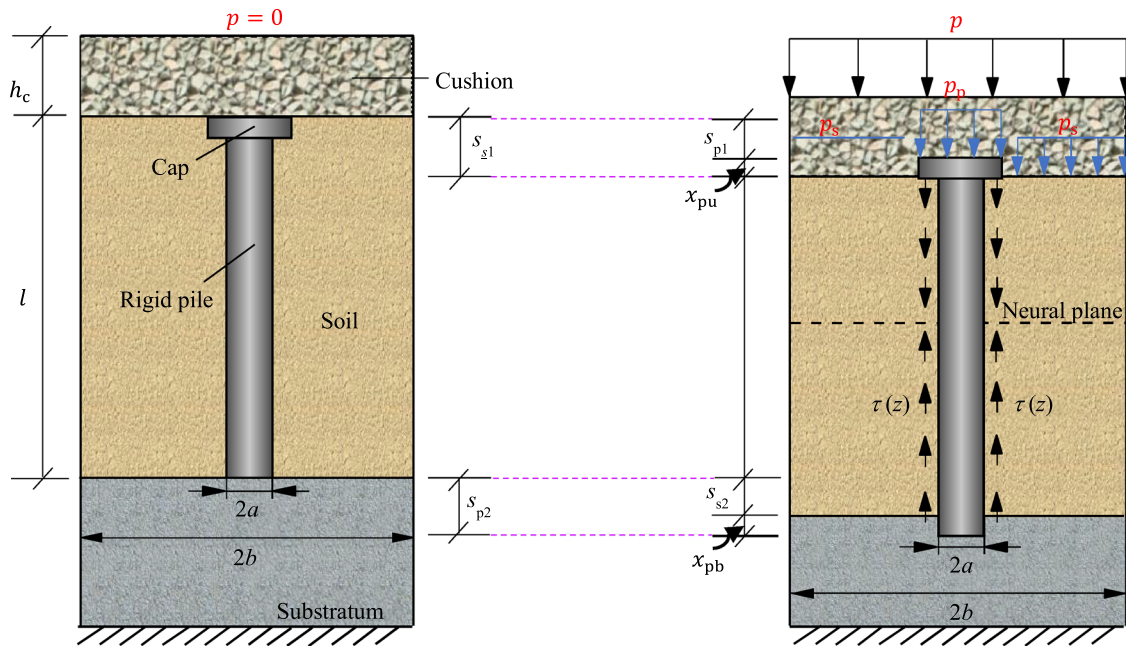 p = 0
Cushion
h_c
Cap
Rigid pile
Soil
l
2a
2b
Substratum
s_s1
s_p2
s_p1
x_pu
s_s2
x_pb
p
p_p
p_s
p_s
Neural plane
τ (z)
τ (z)
2a
2b